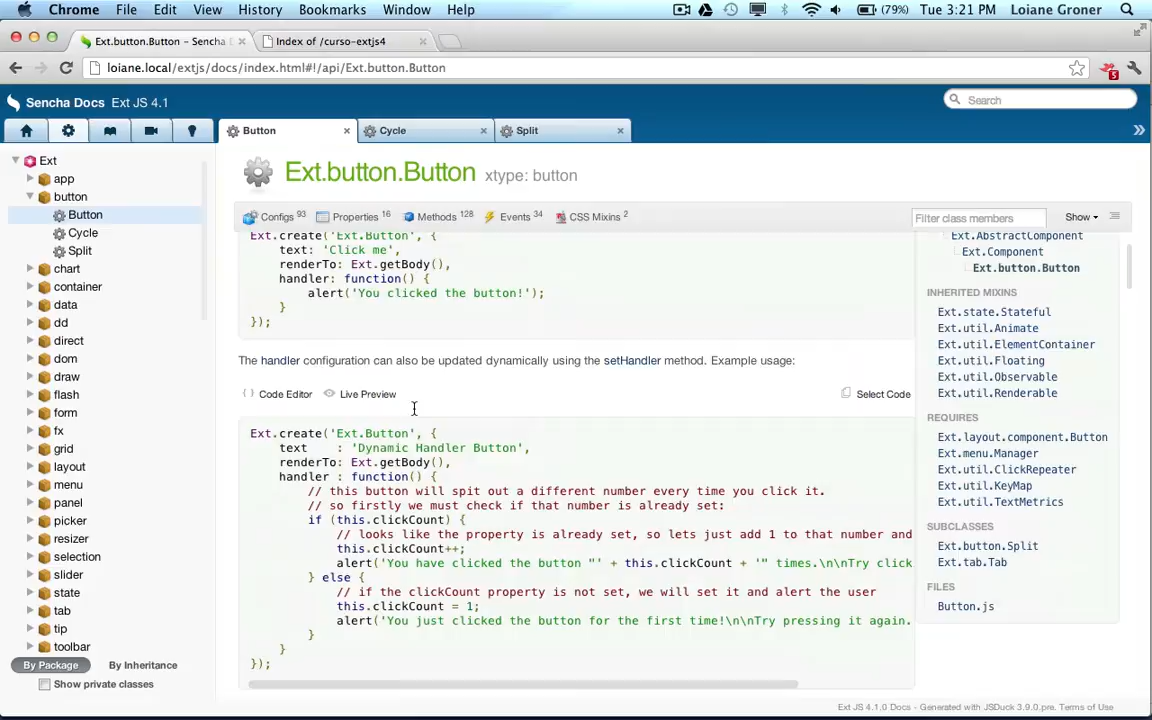 Chrome File Edit View History Bookmarks Window Help (79%) Tue 3:21 PM Loiane Groner
Ext.button.Button – Sencha D Index of /curso-extjs4
loiane.local/extjs/docs/index.html#!/api/Ext.button.Button 5
Sencha Docs Ext JS 4.1 Search
Button Cycle Split »
Ext
app
button
Button
Cycle
Split
chart
container
data
dd
direct
dom
draw
flash
form
fx
grid
layout
menu
panel
picker
resizer
selection
slider
state
tab
tip
toolbar
By Package By Inheritance
Show private classes
Ext.button.Button xtype: button
Configs 93 Properties 16 Methods 128 Events 34 CSS Mixins 2 Filter class members Show
Ext.create('Ext.Button', {
text: 'Click me',
renderTo: Ext.getBody(),
handler: function() {
alert('You clicked the button!');
}
});
The handler configuration can also be updated dynamically using the setHandler method. Example usage:
Code Editor Live Preview Select Code
Ext.create('Ext.Button', {
text : 'Dynamic Handler Button',
renderTo: Ext.getBody(),
handler : function() {
// this button will spit out a different number every time you click it.
// so firstly we must check if that number is already set:
if (this.clickCount) {
// looks like the property is already set, so lets just add 1 to that number and
this.clickCount++;
alert('You have clicked the button "' + this.clickCount + '" times.\n\nTry click
} else {
// if the clickCount property is not set, we will set it and alert the user
this.clickCount = 1;
alert('You just clicked the button for the first time!\n\nTry pressing it again.
}
}
});
Ext.AbstractComponent
Ext.Component
Ext.button.Button
INHERITED MIXINS
Ext.state.Stateful
Ext.util.Animate
Ext.util.ElementContainer
Ext.util.Floating
Ext.util.Observable
Ext.util.Renderable
REQUIRES
Ext.layout.component.Button
Ext.menu.Manager
Ext.util.ClickRepeater
Ext.util.KeyMap
Ext.util.TextMetrics
SUBCLASSES
Ext.button.Split
Ext.tab.Tab
FILES
Button.js
Ext JS 4.1.0 Docs - Generated with JSDuck 3.9.0.pre. Terms of Use